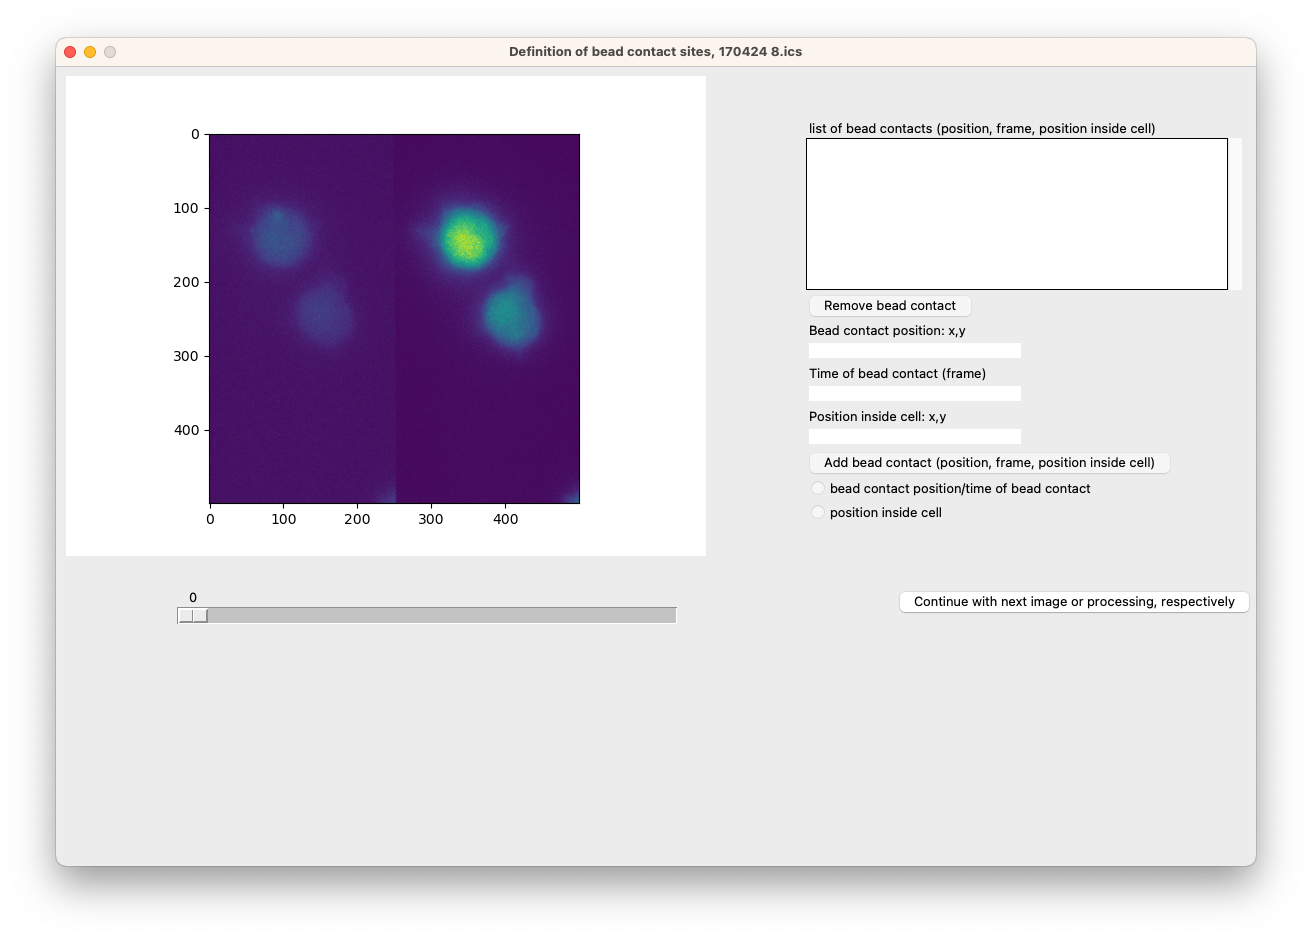 Definition of bead contact sites, 170424 8.ics
0
100
200
300
400
0 100 200 300 400
list of bead contacts (position, frame, position inside cell)
Remove bead contact
Bead contact position: x,y
Time of bead contact (frame)
Position inside cell: x,y
Add bead contact (position, frame, position inside cell)
bead contact position/time of bead contact
position inside cell
0
Continue with next image or processing, respectively